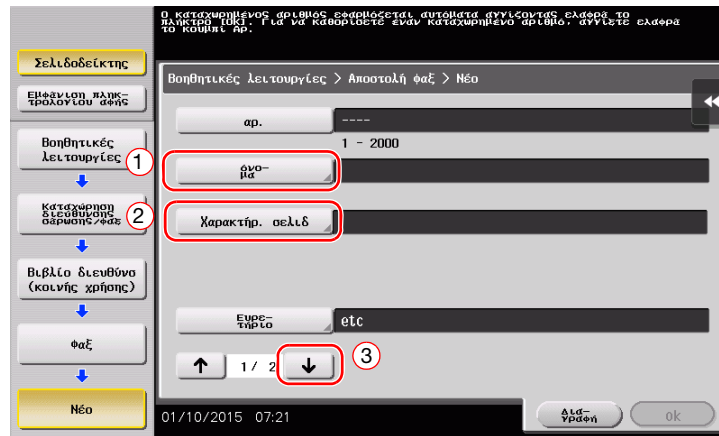 Ο καταχωρημένος αριθμός εφαρμόζεται αυτόματα αγγίζοντας ελαφρά το
πλήκτρο [OK]. Για να καθορίσετε έναν καταχωρημένο αριθμό, αγγίξτε ελαφρά
το κουμπί Αρ.
Σελιδοδείκτης
Εμφάνιση πληκ-
τρολογίου αφής
Βοηθητικές λειτουργίες > Αποστολή φαξ > Νέο
αρ.
----
1 - 2000
Βοηθητικές
λειτουργίες
1
όνο-
μα
Καταχώρηση
διεύθυνσης
σάρωσης/φαξ
2
Χαρακτήρ. σελιδ
Βιβλίο διευθύνσ
(κοινής χρήσης)
Ευρε-
τήριο
etc
φαξ
1/ 2
3
Νέο
01/10/2015 07:21
Δια-
γραφή
ok